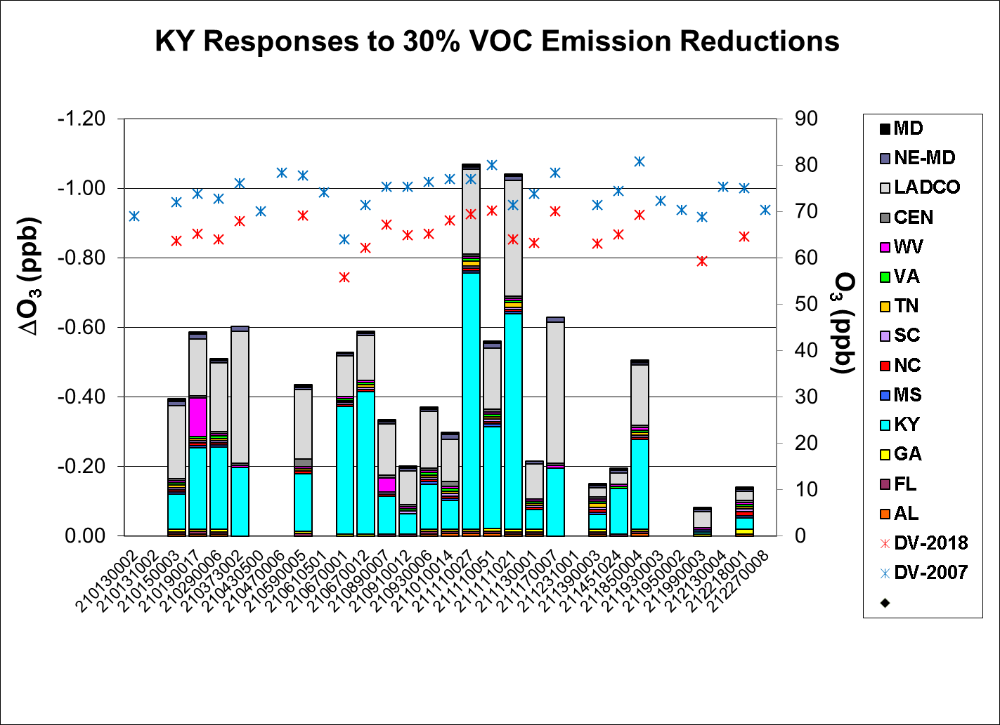 KY Responses to 30% VOC Emission Reductions
ΔO3 (ppb)
-1.20
-1.00
-0.80
-0.60
-0.40
-0.20
0.00
90
80
70
60
50
40
30
20
10
0
O3 (ppb)
210130002
210131002
210150003
210190017
210290006
210373002
210430500
210470006
210590005
210610501
210670001
210670012
210890007
210910012
210930006
211010014
211110027
211110051
211111021
211130001
211170007
211231001
211390003
211451024
211850004
211930003
211950002
211990003
212130004
212218001
212270008
MD
NE-MD
LADCO
CEN
WV
VA
TN
SC
NC
MS
KY
GA
FL
AL
DV-2018
DV-2007